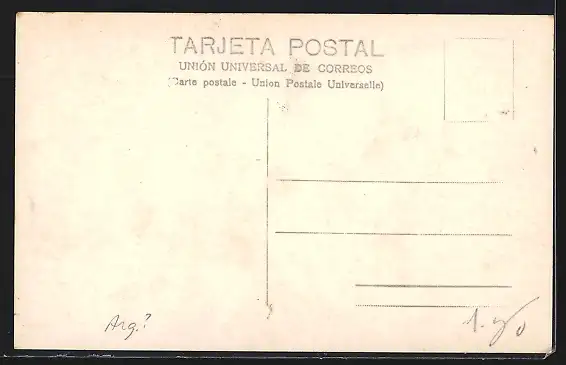 TARJETA POSTAL
UNIÓN UNIVERSAL DE CORREOS
(Carte postale - Union Postale Universelle)
Arg.?